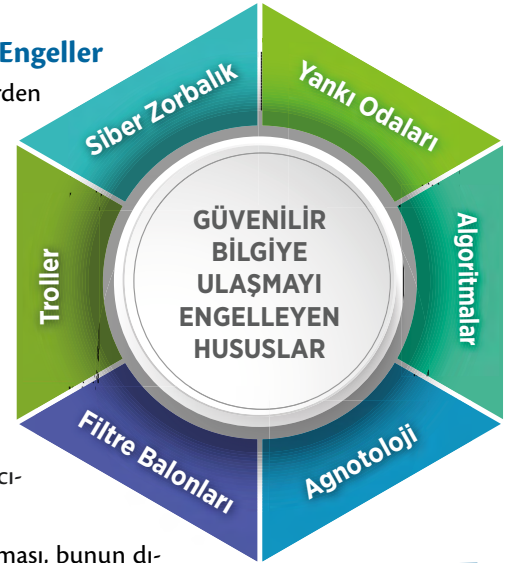 Engeller
rden
Siber Zorbalık
Yankı Odaları
Algoritmalar
Agnotoloji
Filtre Balonları
Troller
GÜVENİLİR
BİLGİYE
ULAŞMAYI
ENGELLEYEN
HUSUSLAR
cı-
ması, bunun dı-